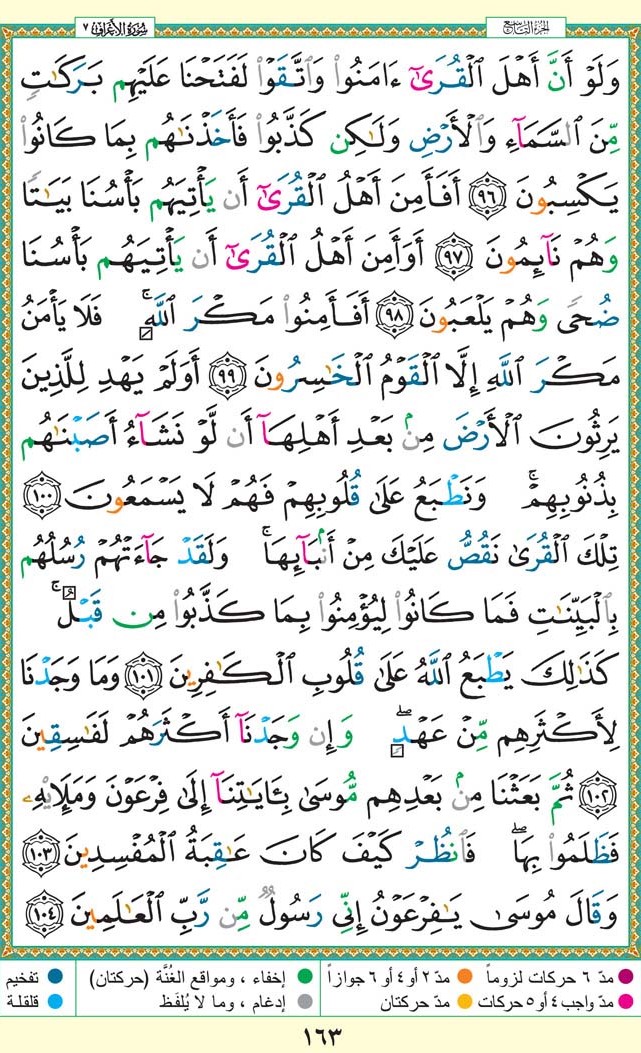 سُورَةُ الأَعْرَافِ ٧
الجزء التاسع
وَلَوۡ أَنَّ أَهۡلَ ٱلۡقُرَىٰٓ ءَامَنُواْ وَٱتَّقَوۡاْ لَفَتَحۡنَا عَلَيۡهِم بَرَكَٰتٖ
مِّنَ ٱلسَّمَآءِ وَٱلۡأَرۡضِ وَلَٰكِن كَذَّبُواْ فَأَخَذۡنَٰهُم بِمَا كَانُواْ
يَكۡسِبُونَ ٩٦ أَفَأَمِنَ أَهۡلُ ٱلۡقُرَىٰٓ أَن يَأۡتِيَهُم بَأۡسُنَا بَيَٰتٗا
وَهُمۡ نَآئِمُونَ ٩٧ أَوَأَمِنَ أَهۡلُ ٱلۡقُرَىٰٓ أَن يَأۡتِيَهُم بَأۡسُنَا
ضُحٗى وَهُمۡ يَلۡعَبُونَ ٩٨ أَفَأَمِنُواْ مَكۡرَ ٱللَّهِۚ فَلَا يَأۡمَنُ
مَكۡرَ ٱللَّهِ إِلَّا ٱلۡقَوۡمُ ٱلۡخَٰسِرُونَ ٩٩ أَوَلَمۡ يَهۡدِ لِلَّذِينَ
يَرِثُونَ ٱلۡأَرۡضَ مِنۢ بَعۡدِ أَهۡلِهَآ أَن لَّوۡ نَشَآءُ أَصَبۡنَٰهُم
بِذُنُوبِهِمۡۚ وَنَطۡبَعُ عَلَىٰ قُلُوبِهِمۡ فَهُمۡ لَا يَسۡمَعُونَ ١٠٠
تِلۡكَ ٱلۡقُرَىٰ نَقُصُّ عَلَيۡكَ مِنۡ أَنۢبَآئِهَاۚ وَلَقَدۡ جَآءَتۡهُمۡ رُسُلُهُم
بِٱلۡبَيِّنَٰتِ فَمَا كَانُواْ لِيُؤۡمِنُواْ بِمَا كَذَّبُواْ مِن قَبۡلُۚ
كَذَٰلِكَ يَطۡبَعُ ٱللَّهُ عَلَىٰ قُلُوبِ ٱلۡكَٰفِرِينَ ١٠١ وَمَا وَجَدۡنَا
لِأَكۡثَرِهِم مِّنۡ عَهۡدٖۖ وَإِن وَجَدۡنَآ أَكۡثَرَهُمۡ لَفَٰسِقِينَ
١٠٢ ثُمَّ بَعَثۡنَا مِنۢ بَعۡدِهِم مُّوسَىٰ بِـَٔايَٰتِنَآ إِلَىٰ فِرۡعَوۡنَ وَمَلَإِيْهِۦ
فَظَلَمُواْ بِهَاۖ فَٱنظُرۡ كَيۡفَ كَانَ عَٰقِبَةُ ٱلۡمُفۡسِدِينَ ١٠٣
وَقَالَ مُوسَىٰ يَٰفِرۡعَوۡنُ إِنِّي رَسُولٞ مِّن رَّبِّ ٱلۡعَٰلَمِينَ ١٠٤
مدّ ٦ حركات لزوماً مدّ ٢ أو ٤ أو ٦ جوازاً إخفاء ، ومواقع الغُنَّة (حركتان) تفخيم
مدّ واجب ٤ أو ٥ حركات مدّ حركتان إدغام ، وما لا يُلفَظ قلقلة
١٦٣